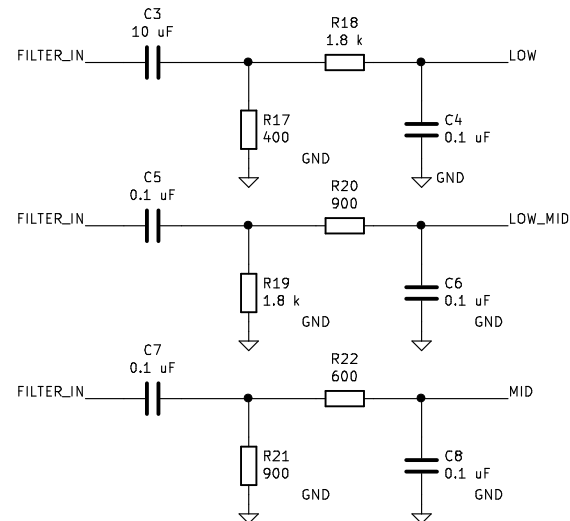 C3
10 uF
R18
1.8 k
FILTER_IN
LOW
R17
400
C4
0.1 uF
GND
GND
C5
0.1 uF
R20
900
FILTER_IN
LOW_MID
R19
1.8 k
C6
0.1 uF
GND
GND
C7
0.1 uF
R22
600
FILTER_IN
MID
R21
900
C8
0.1 uF
GND
GND